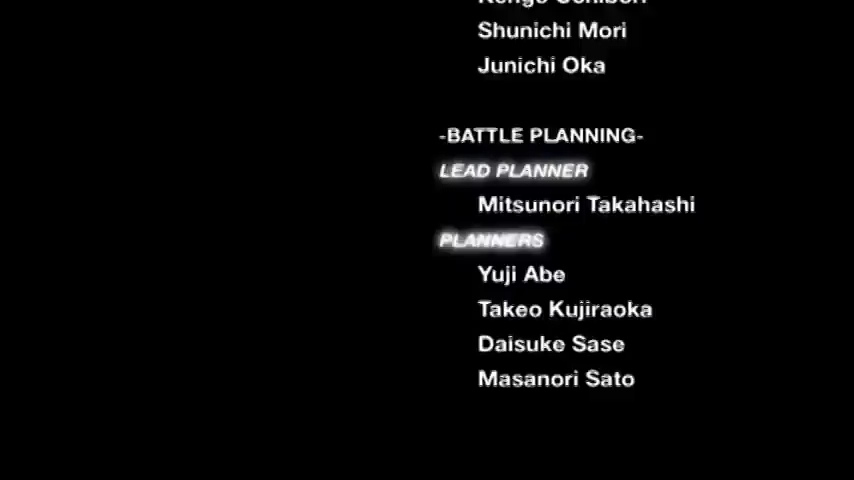 Shunichi Mori
Junichi Oka
-BATTLE PLANNING-
LEAD PLANNER
Mitsunori Takahashi
PLANNERS
Yuji Abe
Takeo Kujiraoka
Daisuke Sase
Masanori Sato